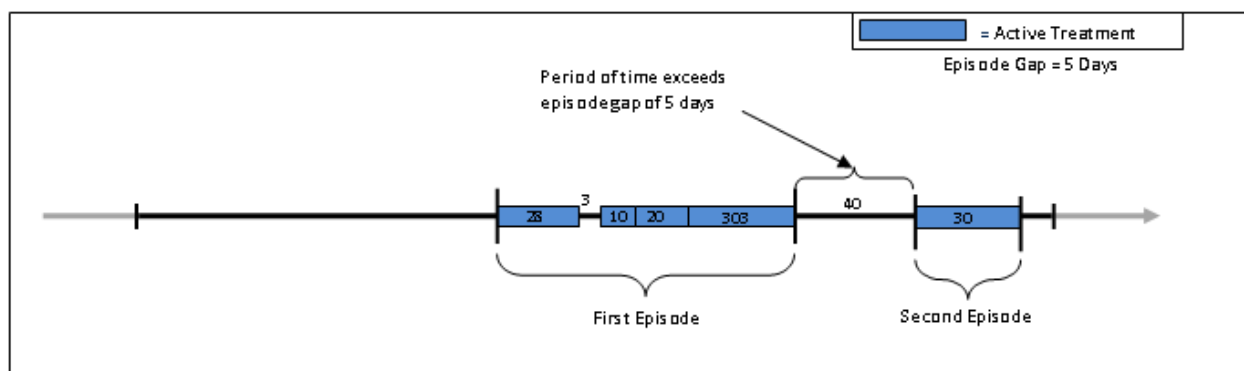 = Active Treatment
Episode Gap = 5 Days
Period of time exceeds
episode gap of 5 days
3
28
10
20
303
40
30
First Episode
Second Episode